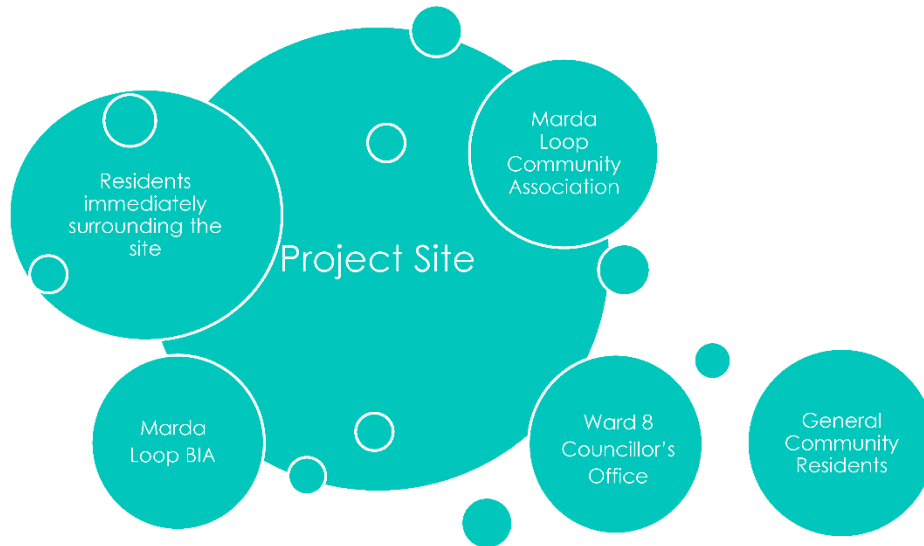 Marda
Loop
Community
Association
Residents
immediately
surrounding the
site
Project Site
Marda
Loop BIA
Ward 8
Councillor's
Office
General
Community
Residents